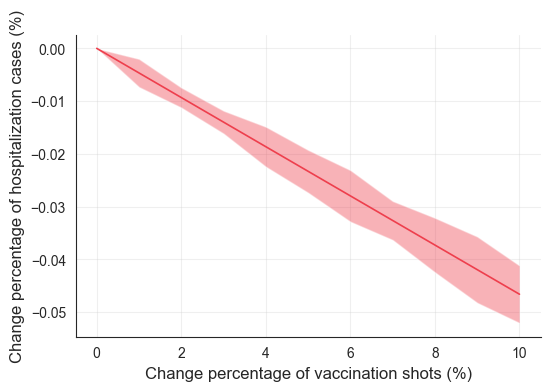 Change percentage of hospitalization cases (%)
0.00
−0.01
−0.02
−0.03
−0.04
−0.05
0 2 4 6 8 10
Change percentage of vaccination shots (%)